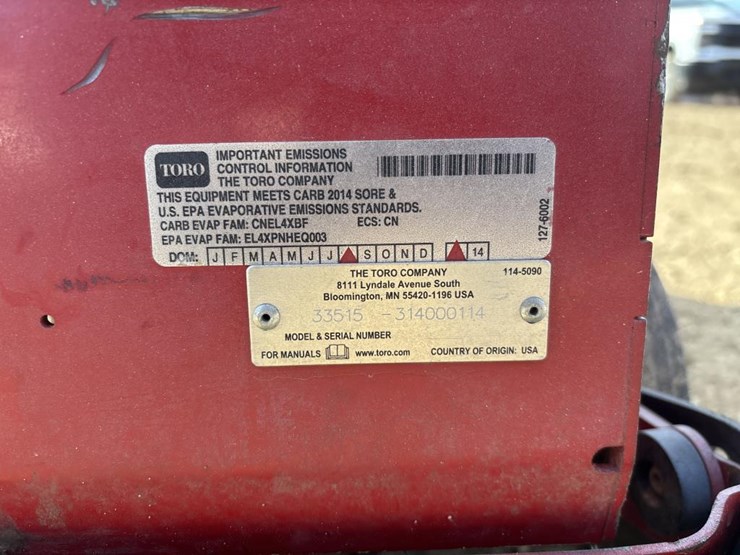 TORO
IMPORTANT EMISSIONS
CONTROL INFORMATION
THE TORO COMPANY
THIS EQUIPMENT MEETS CARB 2014 SORE &
U.S. EPA EVAPORATIVE EMISSIONS STANDARDS.
CARB EVAP FAM: CNEL4XBF ECS: CN
EPA EVAP FAM: EL4XPNHEQ003
DOM: J F M A M J J S O N D 14
127-6002
THE TORO COMPANY 114-5090
8111 Lyndale Avenue South
Bloomington, MN 55420-1196 USA
33515 -314000114
MODEL & SERIAL NUMBER
FOR MANUALS www.toro.com COUNTRY OF ORIGIN: USA